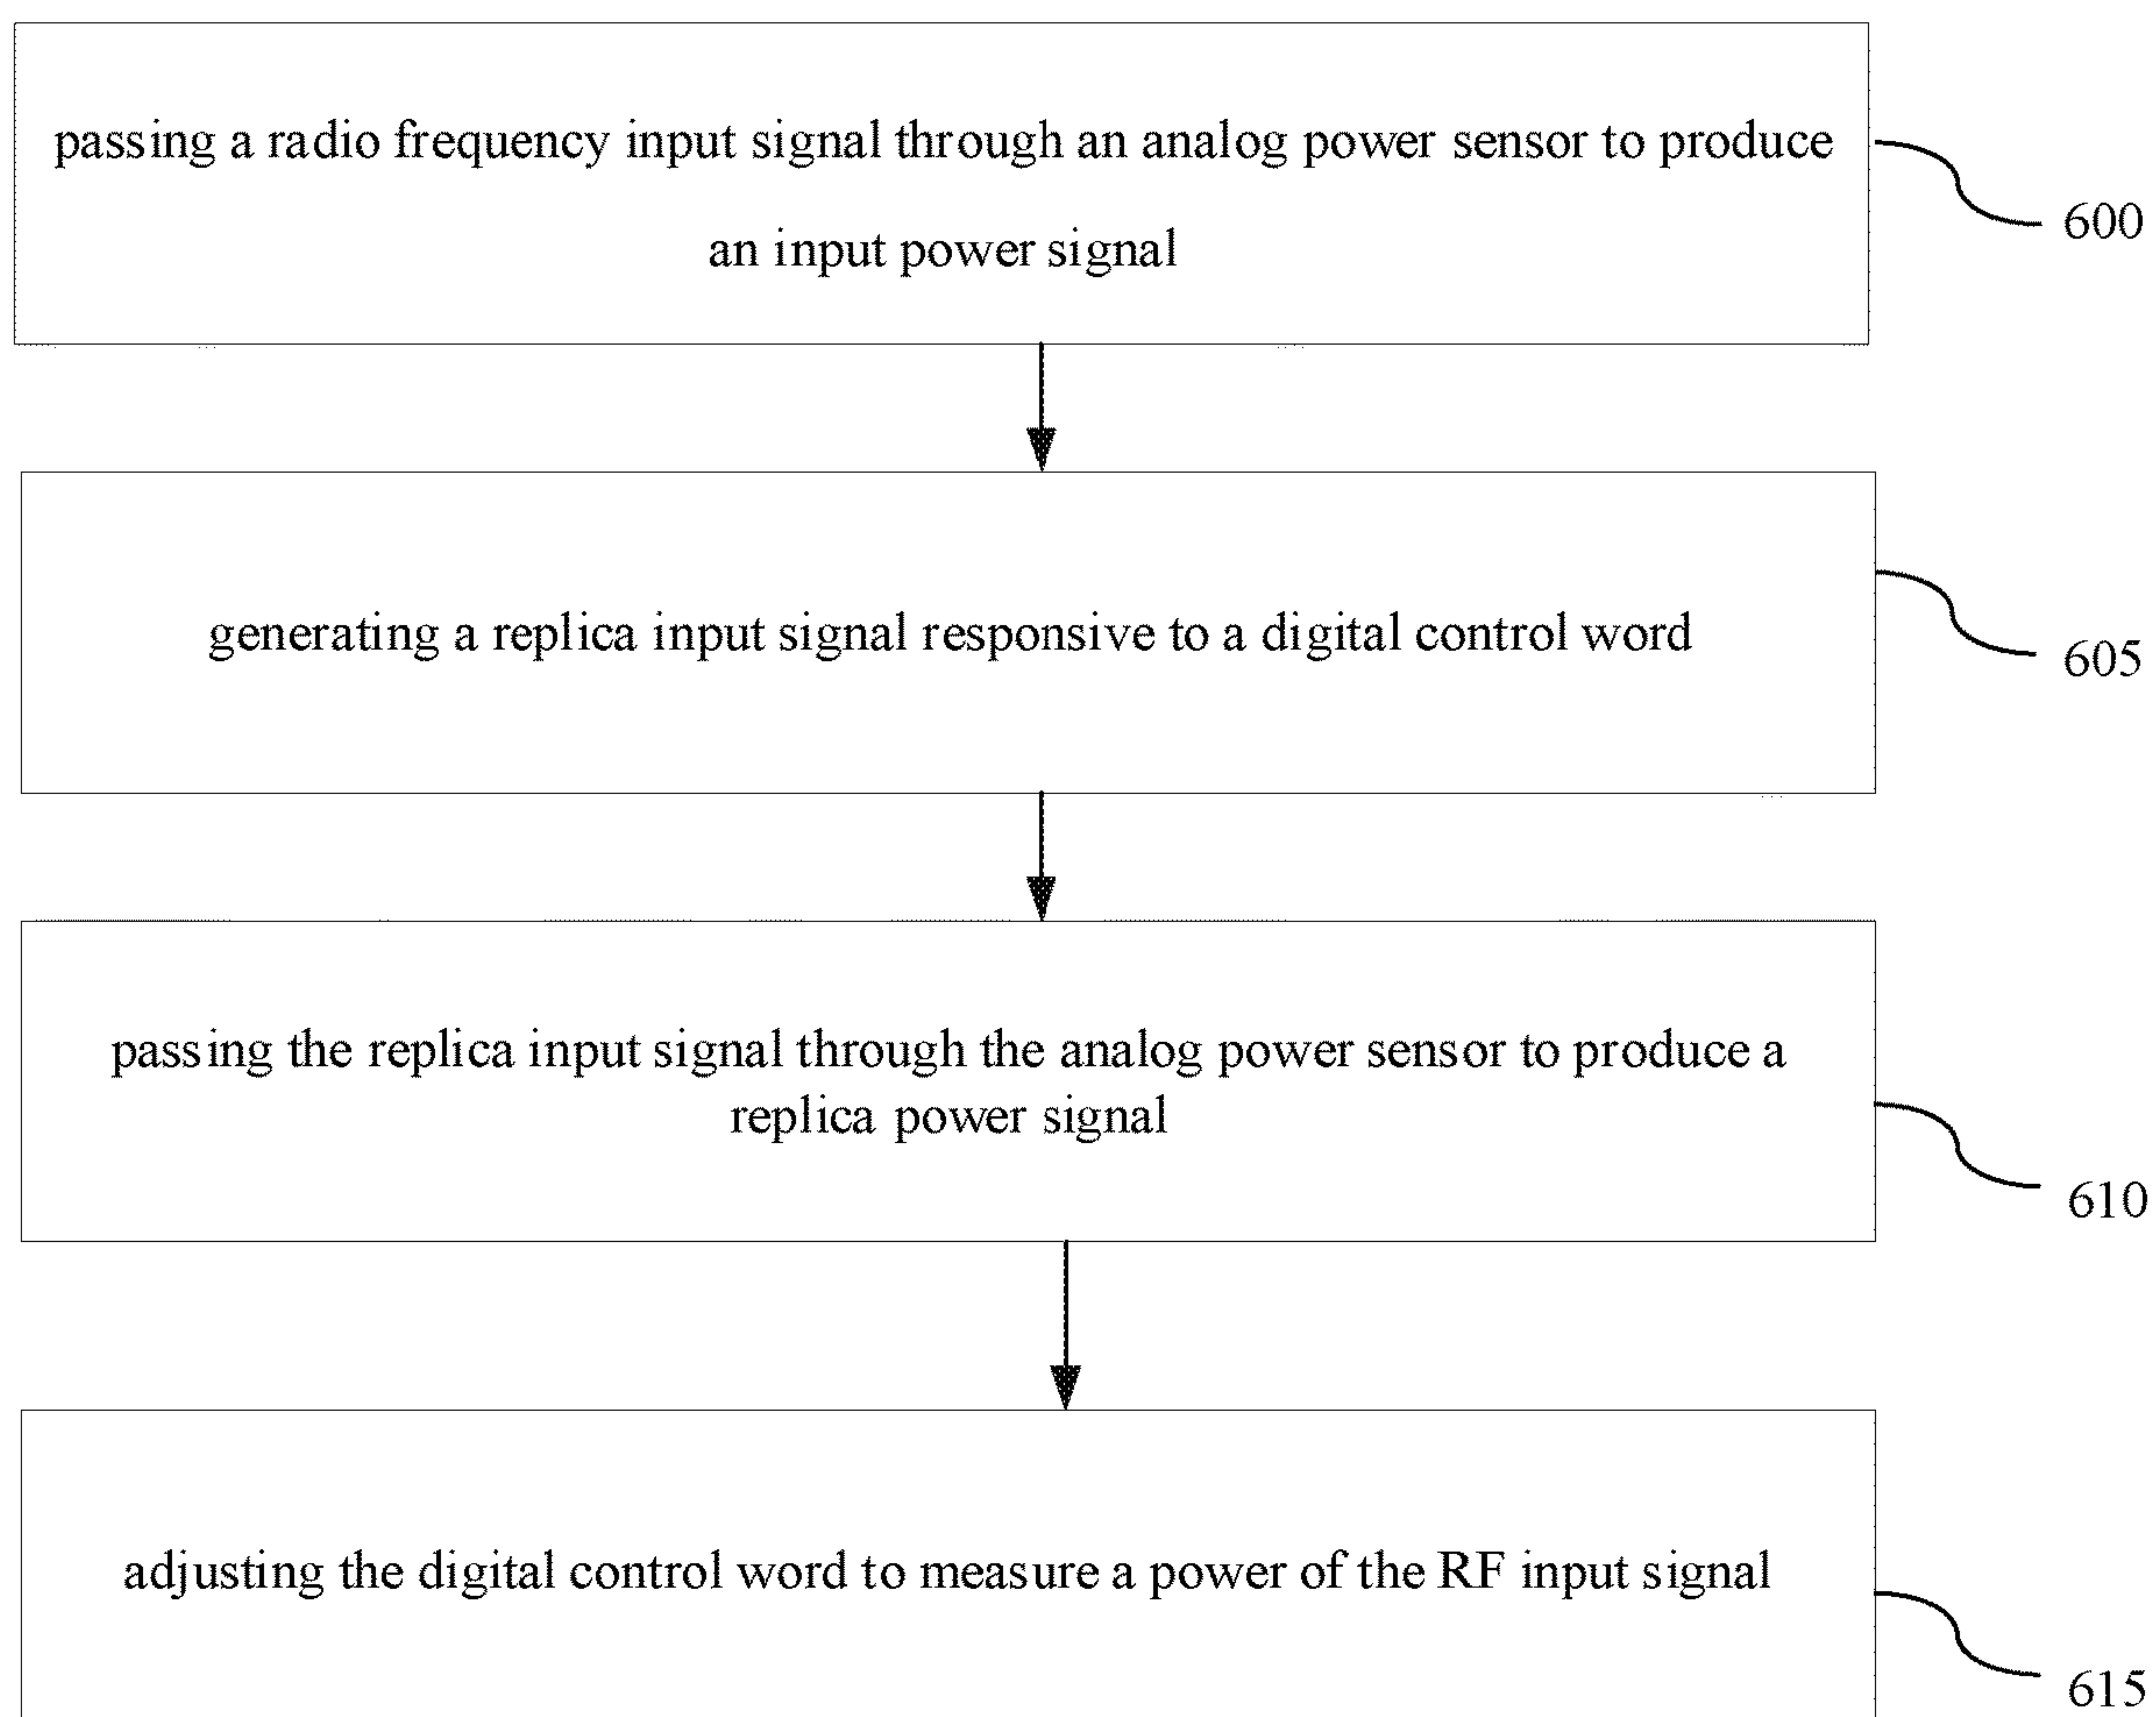 passing a radio frequency input signal through an analog power sensor to produce
an input power signal
600
generating a replica input signal responsive to a digital control word
605
passing the replica input signal through the analog power sensor to produce a
replica power signal
610
adjusting the digital control word to measure a power of the RF input signal
615